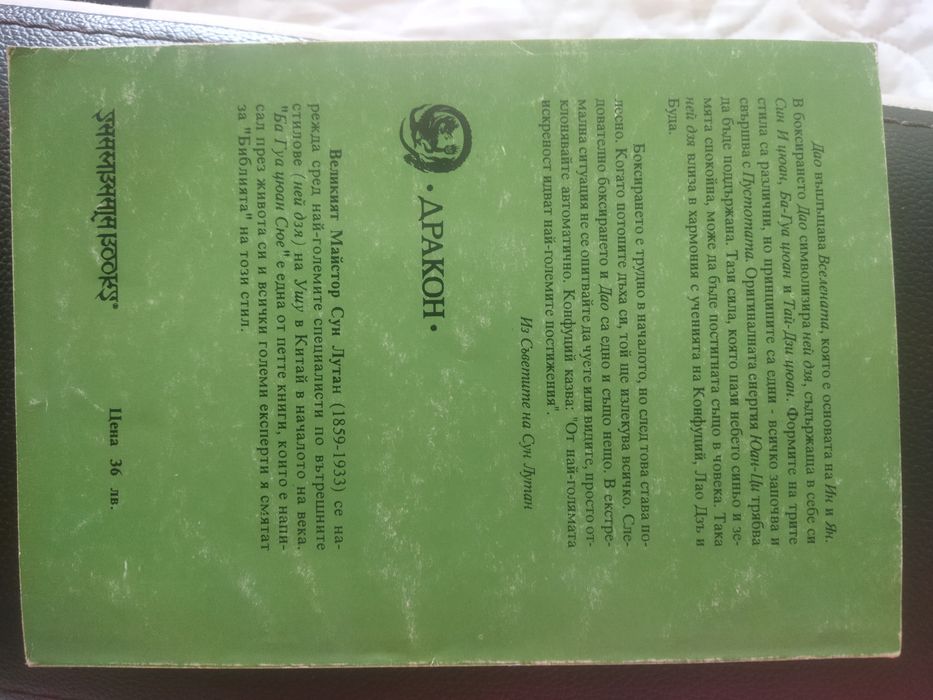 Дао въплъщава Вселената, която е основата на Ин и Ян.
В боксирането Дао символизира ней дзя, съдържаща в себе си
Син И цюан, Ба-Гуа цюан и Тай-Дзи цюан. Формите на трите
стила са различни, но принципите са едни - всичко започва и
свършва с Пустотата. Оригиналната енергия Юан-Ци трябва
да бъде поддържана. Тази сила, която пази небето синьо и зе-
мята спокойна, може да бъде постигната също в човека. Така
ней дзя влиза в хармония с ученията на Конфуций, Лао Дзъ и
Буда.
Боксирането е трудно в началото, но след това става по-
лесно. Когато потопите дъха си, той ще излекува всичко. Сле-
дователно боксирането и Дао са едно и също нещо. В екстре-
мална ситуация не се опитвайте да чуете или видите, просто от-
клонявайте автоматично. Конфуций казва: "От най-голямата
искреност идват най-големите постижения".
Из Съветите на Сун Лутан
· ДРАКОН ·
Великият Майстор Сун Лутан (1859-1933) се на-
режда сред най-големите специалисти по вътрешните
стилове (ней дзя) на Ушу в Китай в началото на века.
"Ба Гуа цюан Сюе" е една от петте книги, които е напи-
сал през живота си и всички големи експерти я смятат
за "Библията" на този стил.
Цена 36 лв.